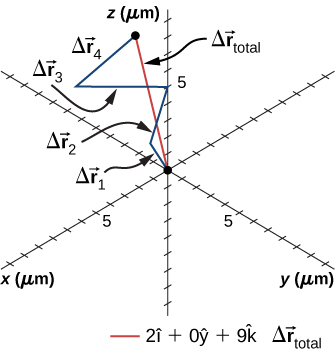 z (μm)
Δr⃗₄
Δr⃗total
Δr⃗₃
5
Δr⃗₂
Δr⃗₁
5
5
x (μm)
y (μm)
2î + 0ŷ + 9k̂ Δr⃗total